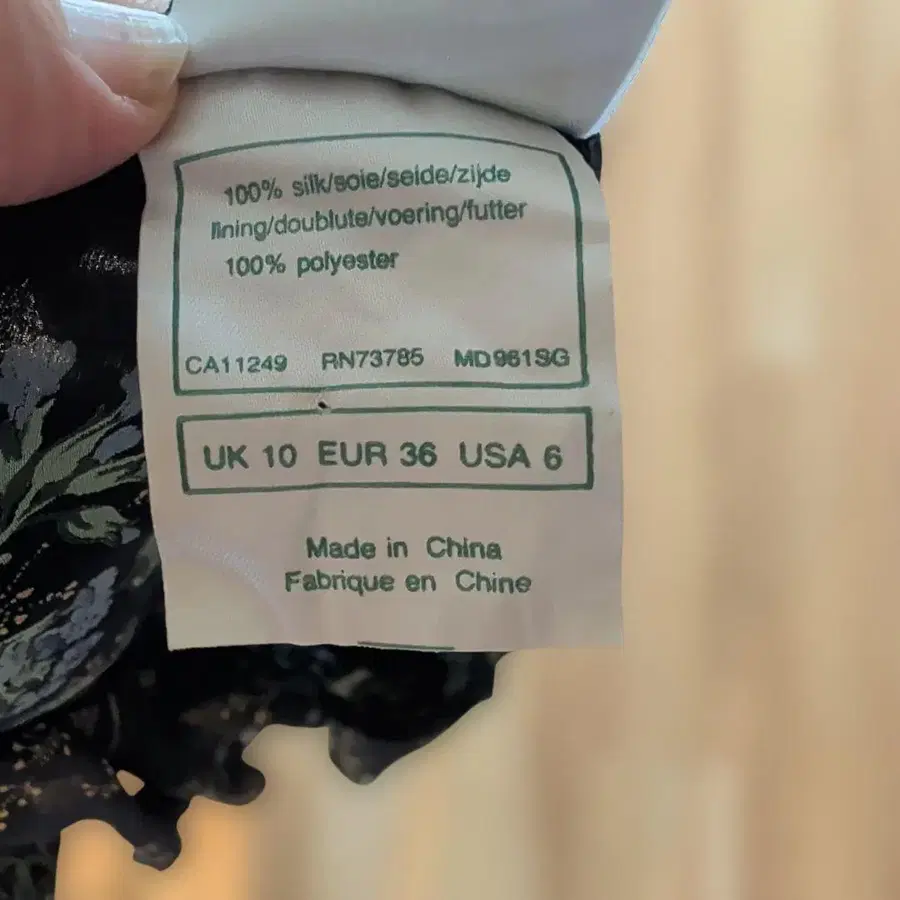 100% silk/soie/seide/zijde
lining/doublute/voering/futter
100% polyester
CA11249 RN73785 MD961SG
UK 10 EUR 36 USA 6
Made in China
Fabrique en Chine